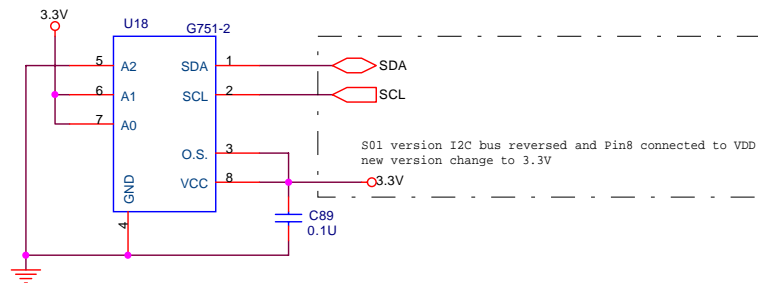 3.3V
U18
G751-2
5 A2 SDA 1 SDA
6 A1 SCL 2 SCL
7 A0
S01 version I2C bus reversed and Pin8 connected to VDD
new version change to 3.3V
O.S. 3
VCC 8 3.3V
GND
4
C89
0.1U